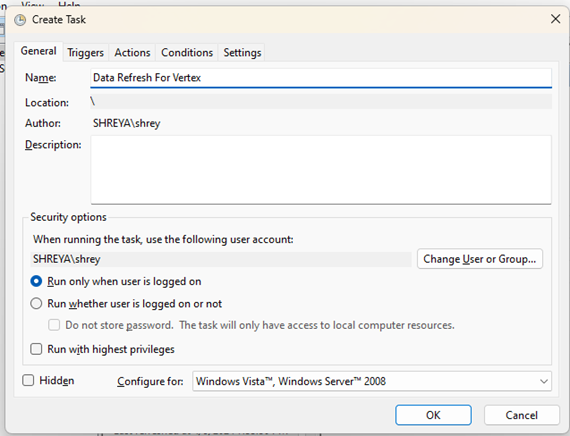 View Help
Create Task
General Triggers Actions Conditions Settings
Name: Data Refresh For Vertex
Location: \
Author: SHREYA\shrey
Description:
Security options
When running the task, use the following user account:
SHREYA\shrey Change User or Group...
Run only when user is logged on
Run whether user is logged on or not
Do not store password. The task will only have access to local computer resources.
Run with highest privileges
Hidden Configure for: Windows Vista™, Windows Server™ 2008
OK Cancel